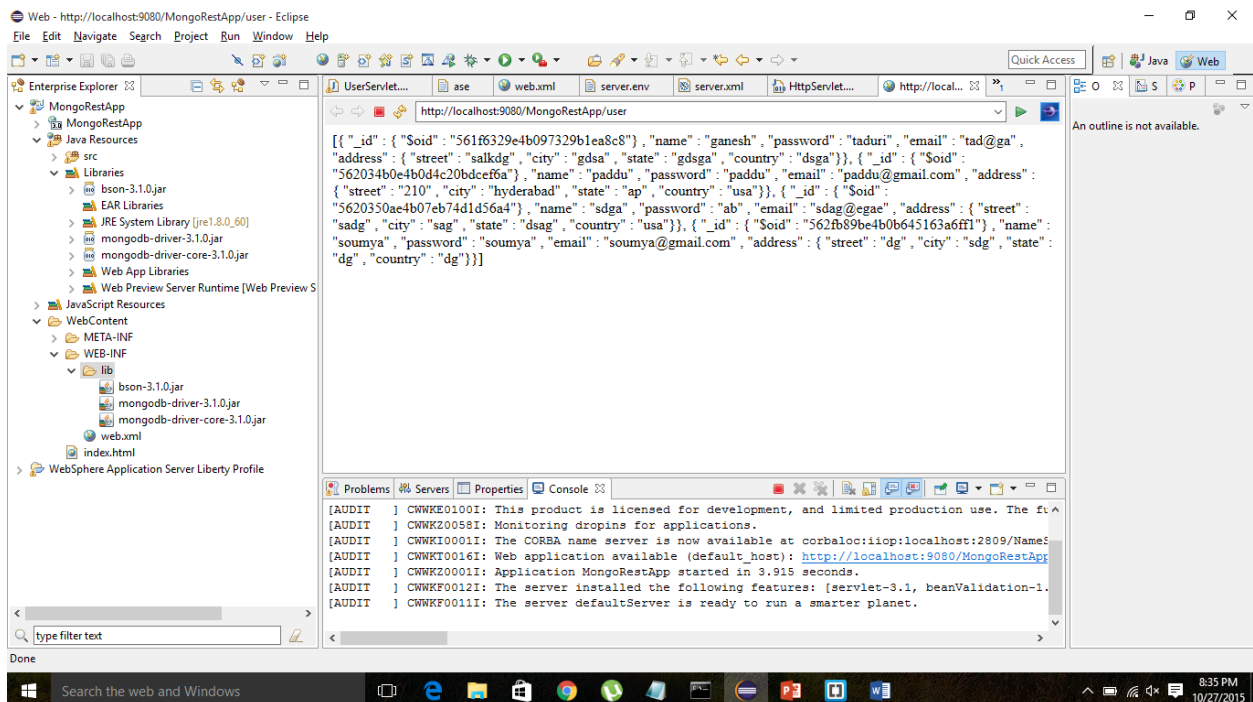 Web - http://localhost:9080/MongoRestApp/user - Eclipse
File Edit Navigate Search Project Run Window Help
Quick Access
Java
Web
Enterprise Explorer
MongoRestApp
MongoRestApp
Java Resources
src
Libraries
bson-3.1.0.jar
EAR Libraries
JRE System Library [jre1.8.0_60]
mongodb-driver-3.1.0.jar
mongodb-driver-core-3.1.0.jar
Web App Libraries
Web Preview Server Runtime [Web Preview S
JavaScript Resources
WebContent
META-INF
WEB-INF
lib
bson-3.1.0.jar
mongodb-driver-3.1.0.jar
mongodb-driver-core-3.1.0.jar
web.xml
index.html
WebSphere Application Server Liberty Profile
type filter text
UserServlet.... ase web.xml server.env server.xml HttpServlet.... http://local... 1
http://localhost:9080/MongoRestApp/user
[{ "_id" : { "$oid" : "561f6329e4b097329b1ea8c8"} , "name" : "ganesh" , "password" : "taduri" , "email" : "tad@ga" ,
"address" : { "street" : "salkdg" , "city" : "gdsa" , "state" : "gdsga" , "country" : "dsga"}}, { "_id" : { "$oid" :
"562034b0e4b0d4c20bdcef6a"} , "name" : "paddu" , "password" : "paddu" , "email" : "paddu@gmail.com" , "address" :
{ "street" : "210" , "city" : "hyderabad" , "state" : "ap" , "country" : "usa"}}, { "_id" : { "$oid" :
"5620350ae4b07eb74d1d56a4"} , "name" : "sdga" , "password" : "ab" , "email" : "sdag@egae" , "address" : { "street" :
"sadg" , "city" : "sag" , "state" : "dsag" , "country" : "usa"}}, { "_id" : { "$oid" : "562fb89be4b0b645163a6ff1"} , "name" :
"soumya" , "password" : "soumya" , "email" : "soumya@gmail.com" , "address" : { "street" : "dg" , "city" : "sdg" , "state" :
"dg" , "country" : "dg"}}]
O S P
An outline is not available.
Problems Servers Properties Console
[AUDIT ] CWWKE0100I: This product is licensed for development, and limited production use. The fu
[AUDIT ] CWWKZ0058I: Monitoring dropins for applications.
[AUDIT ] CWWKI0001I: The CORBA name server is now available at corbaloc:iiop:localhost:2809/NameS
[AUDIT ] CWWKT0016I: Web application available (default_host): http://localhost:9080/MongoRestApp
[AUDIT ] CWWKZ0001I: Application MongoRestApp started in 3.915 seconds.
[AUDIT ] CWWKF0012I: The server installed the following features: [servlet-3.1, beanValidation-1.
[AUDIT ] CWWKF0011I: The server defaultServer is ready to run a smarter planet.
Done
Search the web and Windows
8:35 PM
10/27/2015